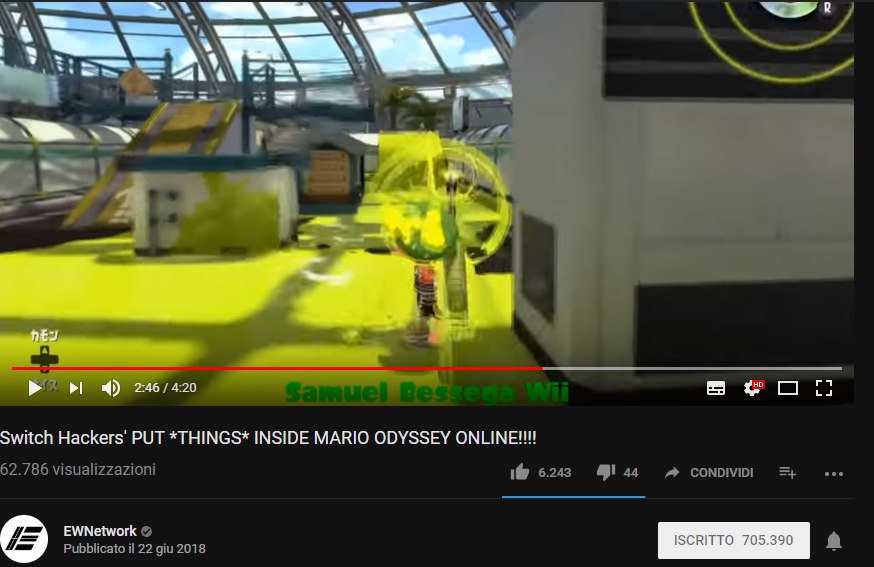 R
カモン
2:46 / 4:20
HD
Samuel Bessega Wii
Switch Hackers' PUT *THINGS* INSIDE MARIO ODYSSEY ONLINE!!!!
62.786 visualizzazioni
6.243
44
CONDIVIDI
EWNetwork
Pubblicato il 22 giu 2018
ISCRITTO 705.390